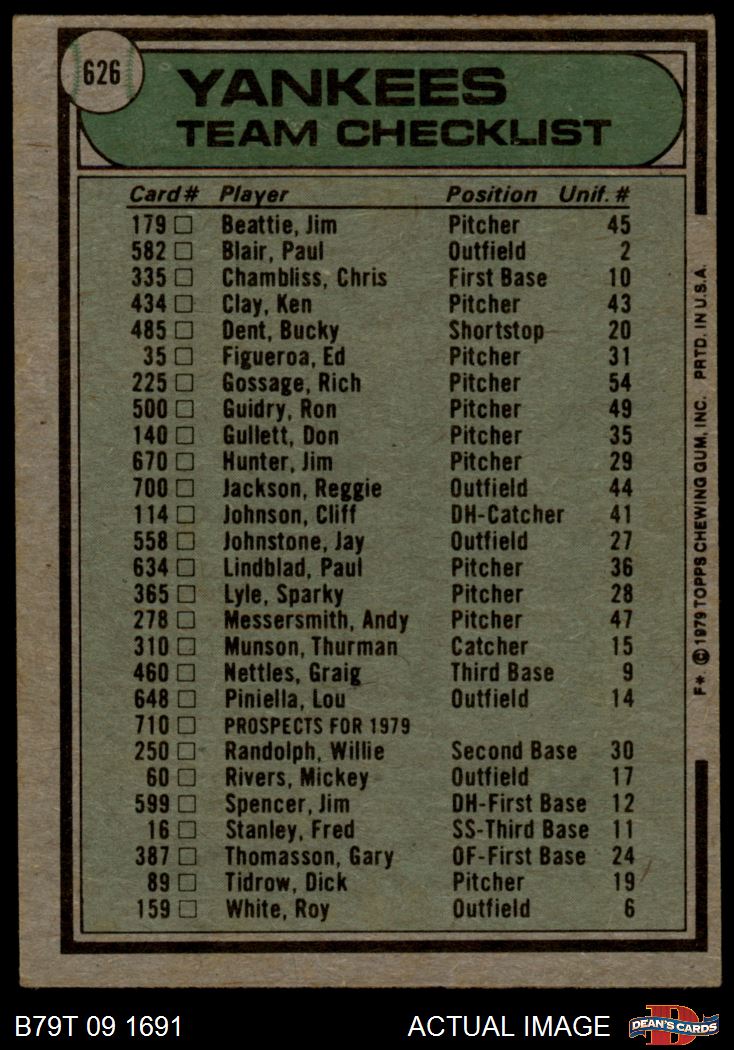 626
YANKEES
TEAM CHECKLIST
Card # Player Position Unif. #
179 Beattie, Jim Pitcher 45
582 Blair, Paul Outfield 2
335 Chambliss, Chris First Base 10
434 Clay, Ken Pitcher 43
485 Dent, Bucky Shortstop 20
35 Figueroa, Ed Pitcher 31
225 Gossage, Rich Pitcher 54
500 Guidry, Ron Pitcher 49
140 Gullett, Don Pitcher 35
670 Hunter, Jim Pitcher 29
700 Jackson, Reggie Outfield 44
114 Johnson, Cliff DH-Catcher 41
558 Johnstone, Jay Outfield 27
634 Lindblad, Paul Pitcher 36
365 Lyle, Sparky Pitcher 28
278 Messersmith, Andy Pitcher 47
310 Munson, Thurman Catcher 15
460 Nettles, Graig Third Base 9
648 Piniella, Lou Outfield 14
710 PROSPECTS FOR 1979
250 Randolph, Willie Second Base 30
60 Rivers, Mickey Outfield 17
599 Spencer, Jim DH-First Base 12
16 Stanley, Fred SS-Third Base 11
387 Thomasson, Gary OF-First Base 24
89 Tidrow, Dick Pitcher 19
159 White, Roy Outfield 6
F* © 1979 TOPPS CHEWING GUM, INC. PRTD. IN U.S.A.
B79T 09 1691
ACTUAL IMAGE
DEAN'S CARDS